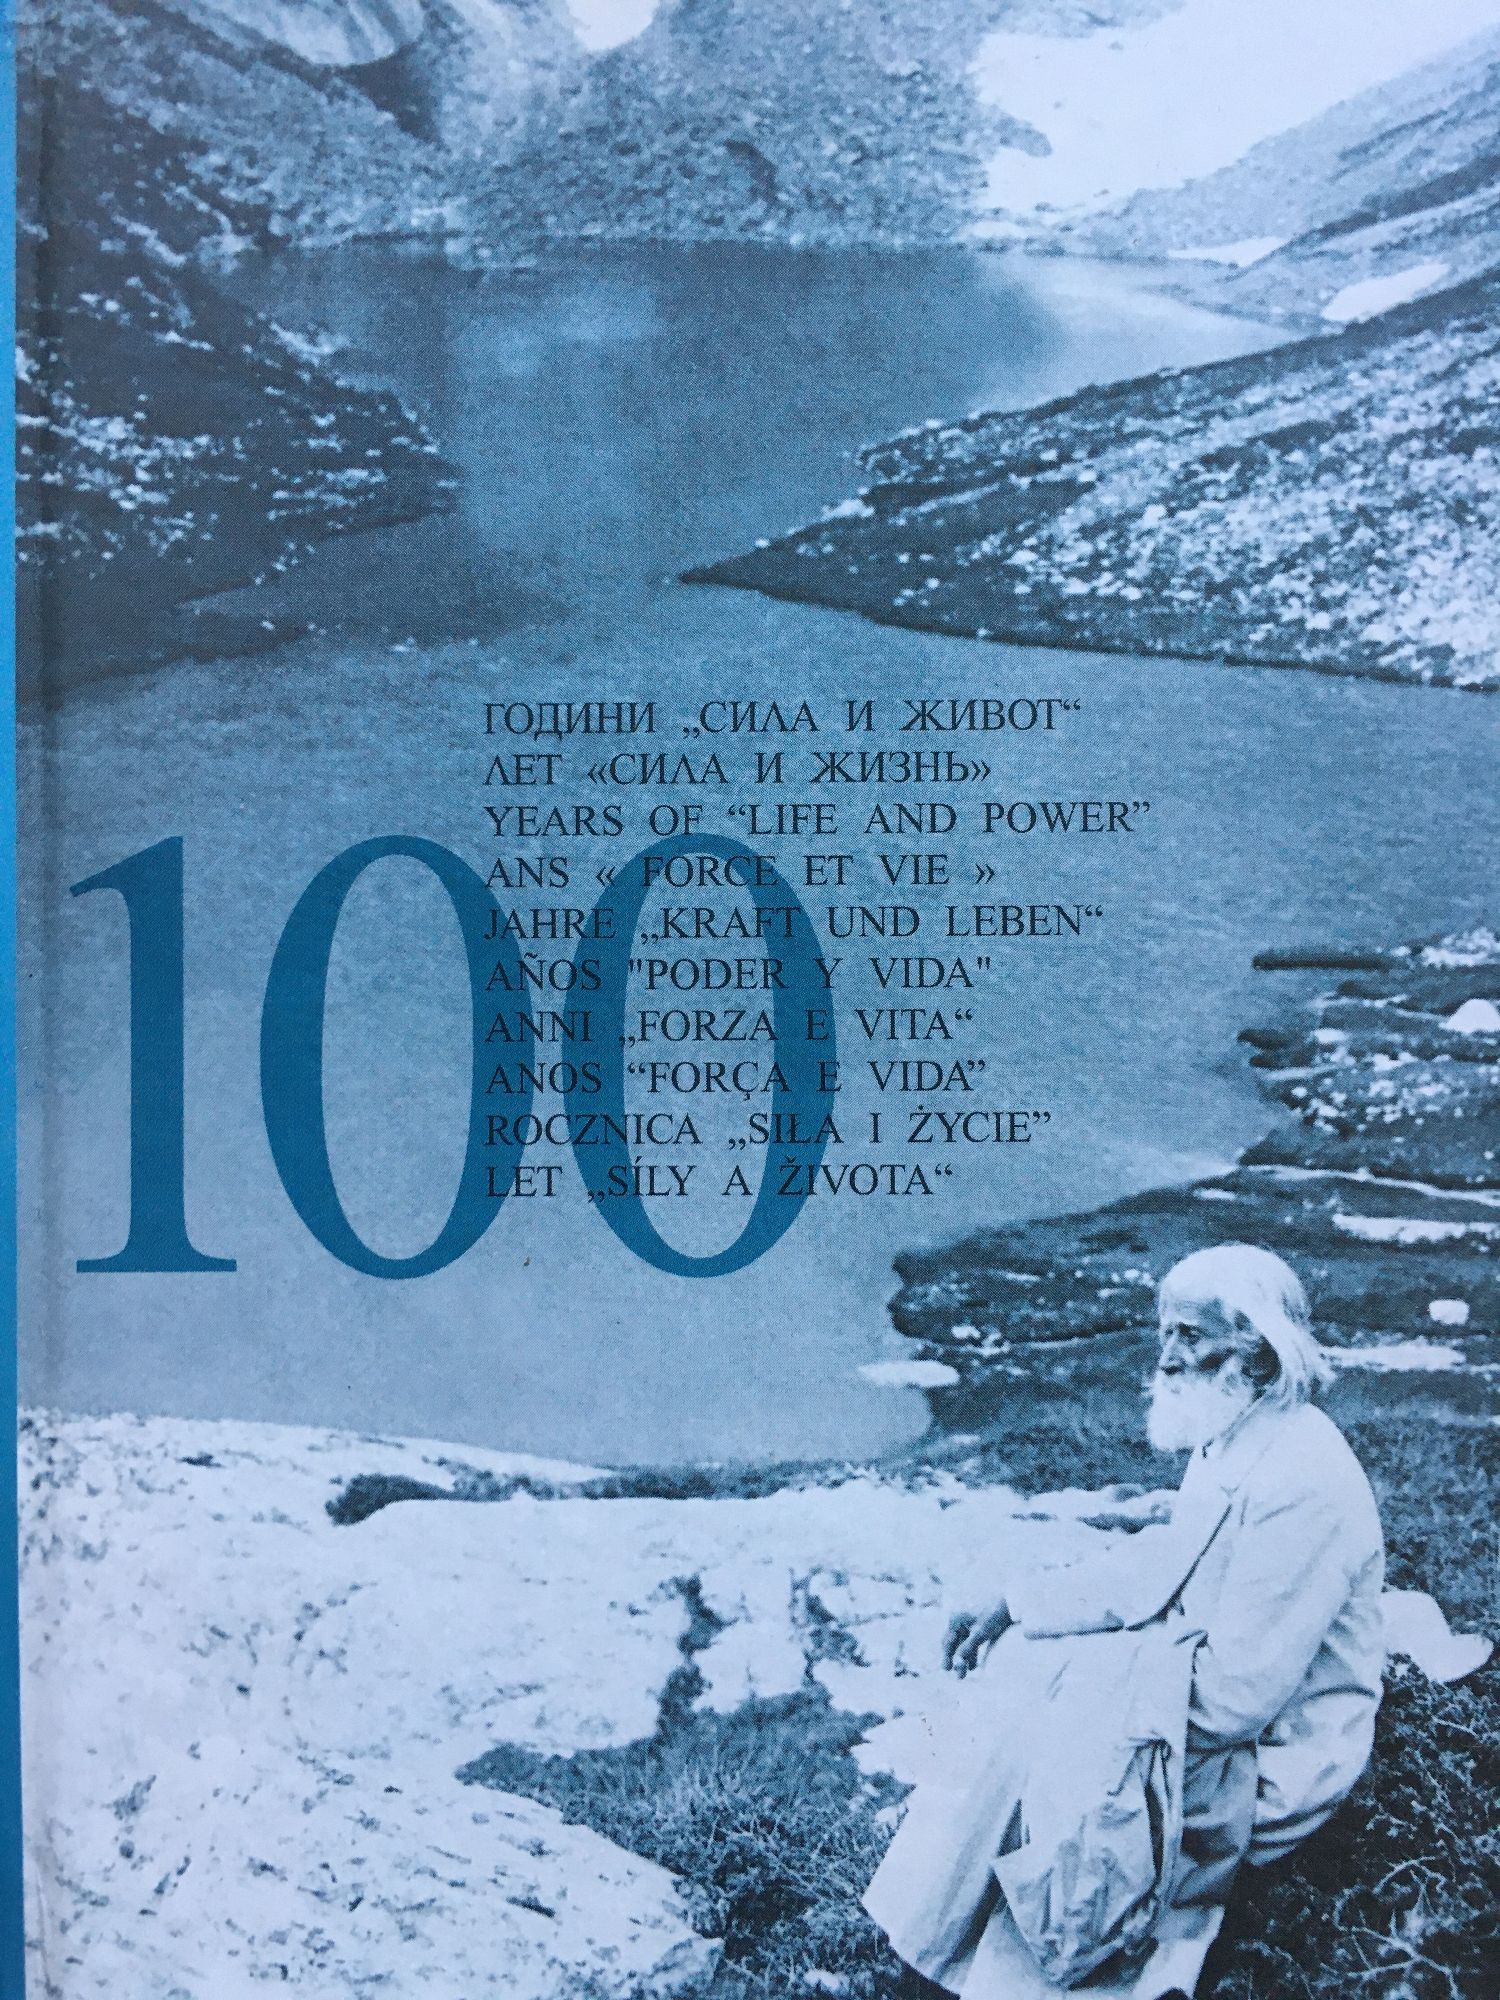 100
ГОДИНИ „СИЛА И ЖИВОТ“
ЛЕТ «СИЛА И ЖИЗНЬ»
YEARS OF “LIFE AND POWER”
ANS « FORCE ET VIE »
JAHRE „KRAFT UND LEBEN“
AÑOS "PODER Y VIDA"
ANNI „FORZA E VITA“
ANOS “FORÇA E VIDA”
ROCZNICA „SIŁA I ŻYCIE”
LET „SÍLY A ŽIVOTA“